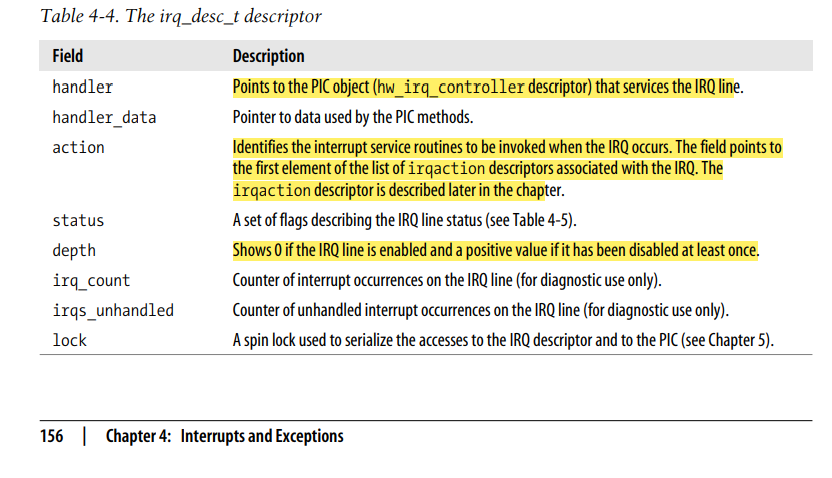 Table 4-4. The irq_desc_t descriptor
Field Description
handler Points to the PIC object (hw_irq_controller descriptor) that services the IRQ line.
handler_data Pointer to data used by the PIC methods.
action Identifies the interrupt service routines to be invoked when the IRQ occurs. The field points to
the first element of the list of irqaction descriptors associated with the IRQ. The
irqaction descriptor is described later in the chapter.
status A set of flags describing the IRQ line status (see Table 4-5).
depth Shows 0 if the IRQ line is enabled and a positive value if it has been disabled at least once.
irq_count Counter of interrupt occurrences on the IRQ line (for diagnostic use only).
irqs_unhandled Counter of unhandled interrupt occurrences on the IRQ line (for diagnostic use only).
lock A spin lock used to serialize the accesses to the IRQ descriptor and to the PIC (see Chapter 5).
156 | Chapter 4: Interrupts and Exceptions